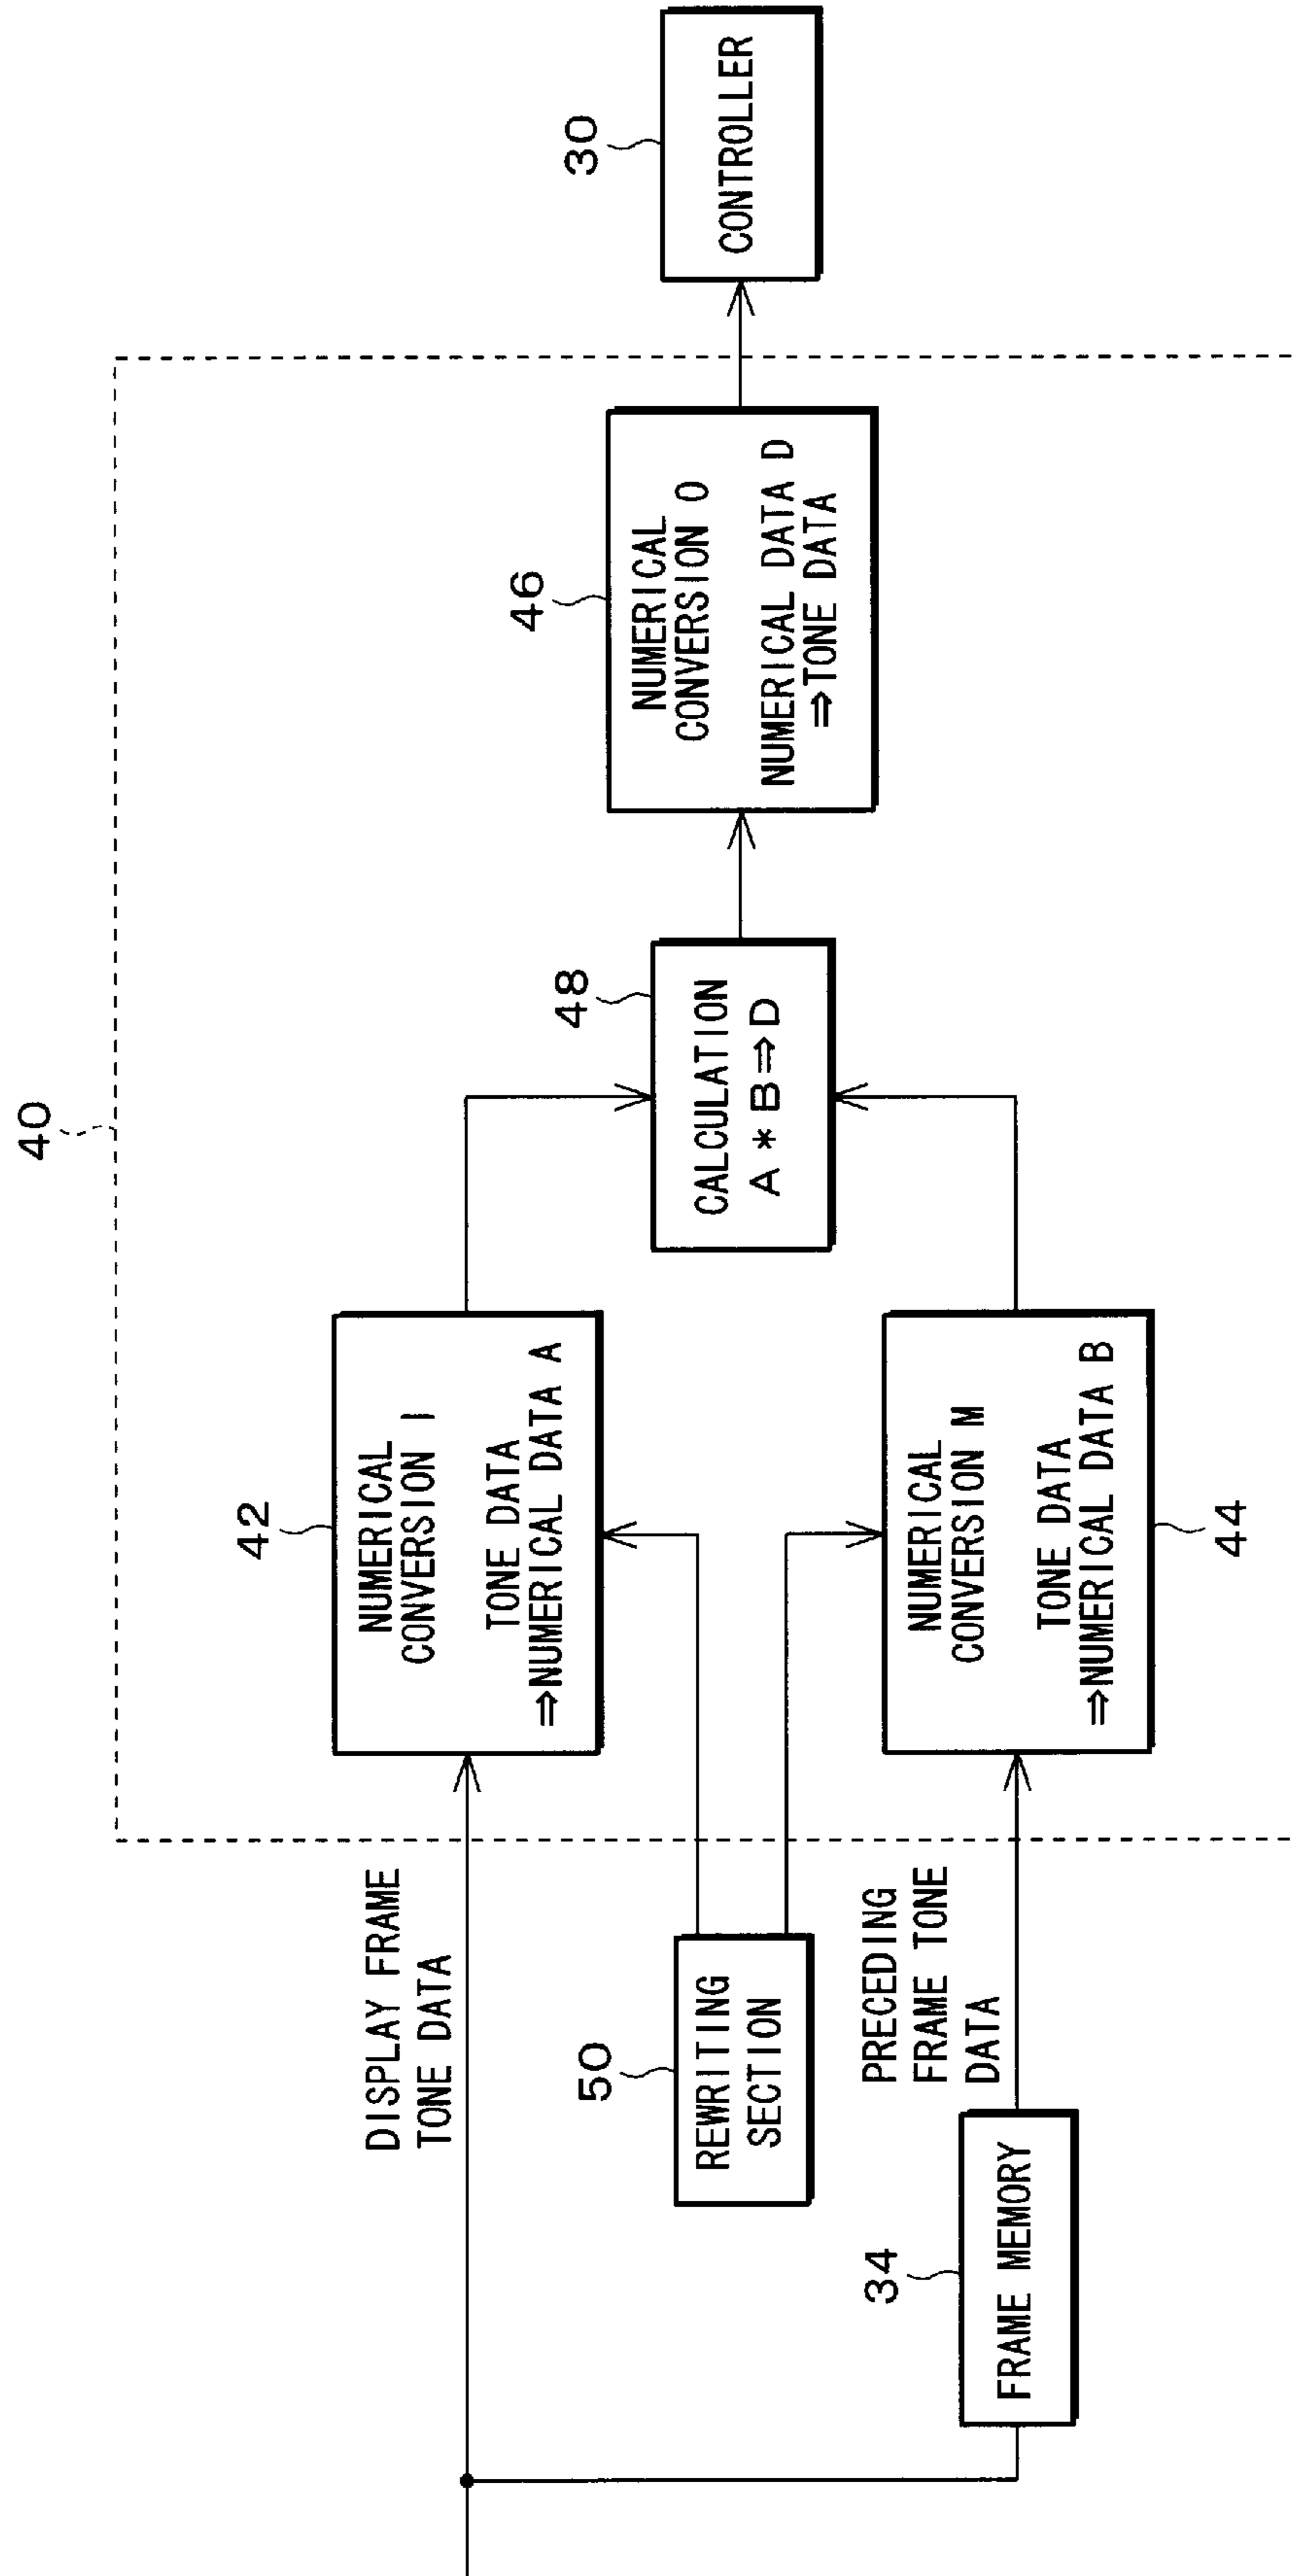 40
DISPLAY FRAME
TONE DATA
42
NUMERICAL
CONVERSION I
TONE DATA
⇒NUMERICAL DATA A
50
REWRITING
SECTION
48
CALCULATION
A * B⇒D
46
NUMERICAL
CONVERSION O
NUMERICAL DATA D
⇒TONE DATA
30
CONTROLLER
34
FRAME MEMORY
PRECEDING
FRAME TONE
DATA
NUMERICAL
CONVERSION M
TONE DATA
⇒NUMERICAL DATA B
44